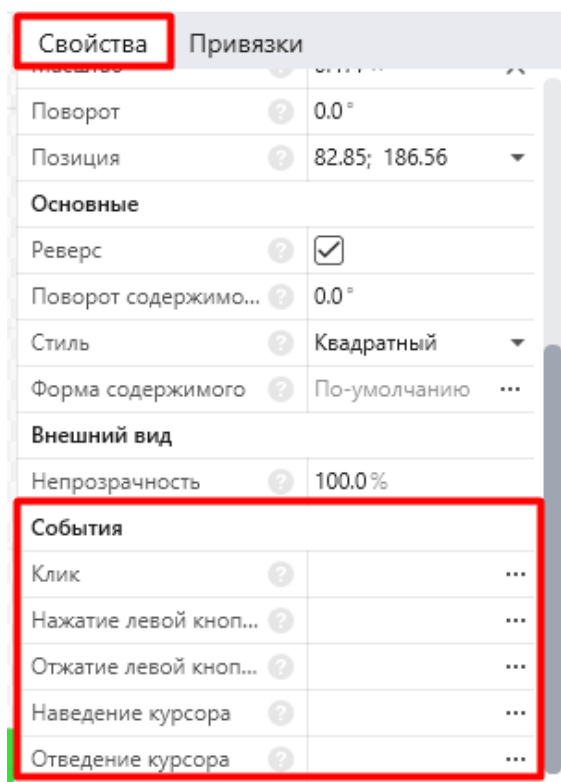 Свойства Привязки
Масштаб
Поворот 0.0°
Позиция 82.85; 186.56
Основные
Реверс
Поворот содержимо... 0.0°
Стиль Квадратный
Форма содержимого По-умолчанию ...
Внешний вид
Непрозрачность 100.0 %
События
Клик ...
Нажатие левой кноп... ...
Отжатие левой кноп... ...
Наведение курсора ...
Отведение курсора ...